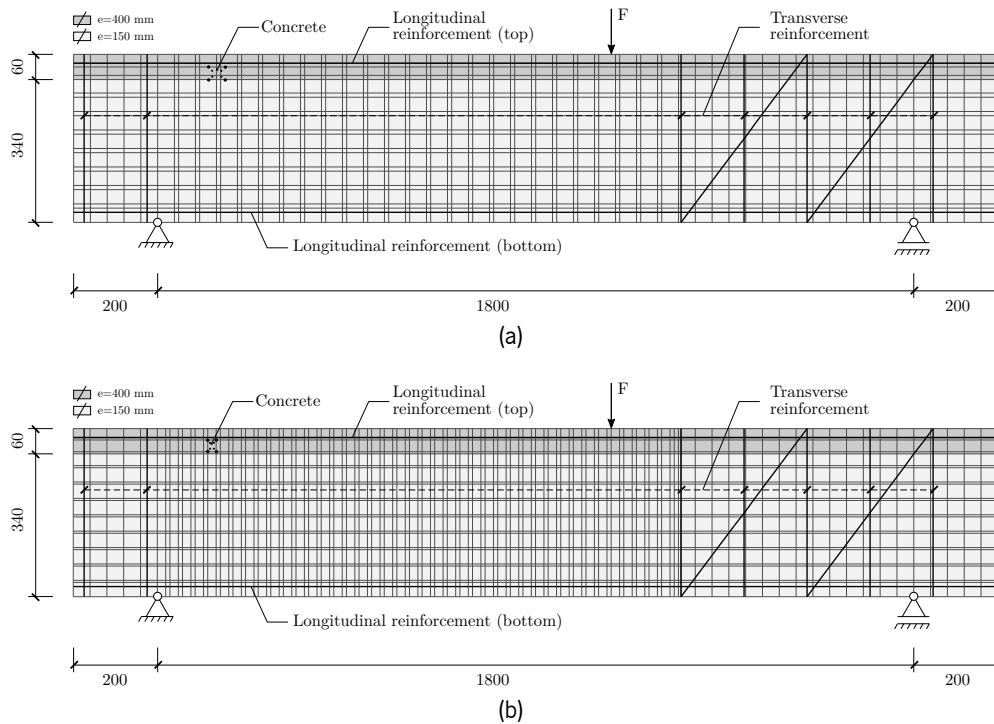 e=400 mm
e=150 mm
Concrete
Longitudinal
reinforcement (top)
F
Transverse
reinforcement
60
340
Longitudinal reinforcement (bottom)
200
1800
200
(a)
e=400 mm
e=150 mm
Concrete
Longitudinal
reinforcement (top)
F
Transverse
reinforcement
60
340
Longitudinal reinforcement (bottom)
200
1800
200
(b)